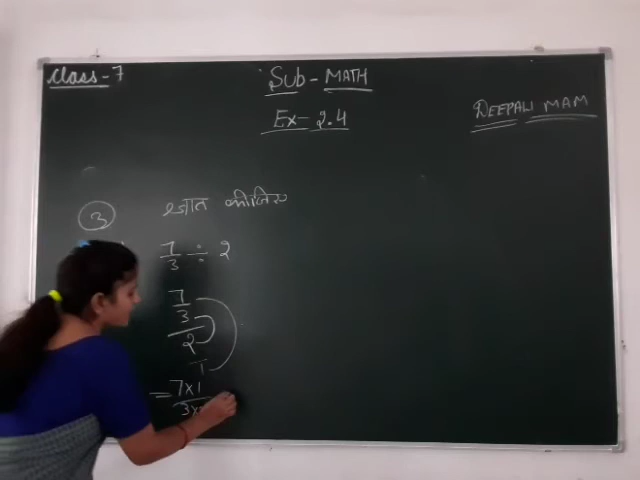 Class-7
Sub-MATH
Ex-2.4
DEEPALI MAM
3 ज्ञात कीजिए
7/3 ÷ 2
7/3
2
1
= 7×1
3×